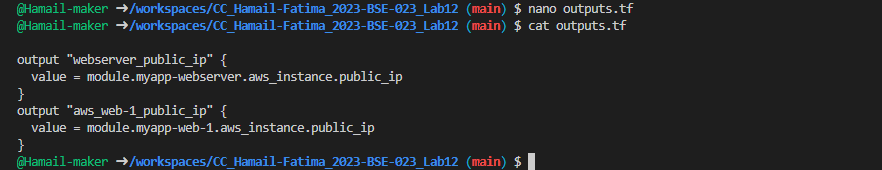 @Hamail-maker ➜/workspaces/CC_Hamail-Fatima_2023-BSE-023_Lab12 (main) $ nano outputs.tf
@Hamail-maker ➜/workspaces/CC_Hamail-Fatima_2023-BSE-023_Lab12 (main) $ cat outputs.tf
output "webserver_public_ip" {
  value = module.myapp-webserver.aws_instance.public_ip
}
output "aws_web-1_public_ip" {
  value = module.myapp-web-1.aws_instance.public_ip
}
@Hamail-maker ➜/workspaces/CC_Hamail-Fatima_2023-BSE-023_Lab12 (main) $